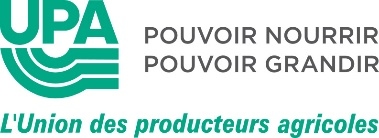 UPA
POUVOIR NOURRIR
POUVOIR GRANDIR
L'Union des producteurs agricoles